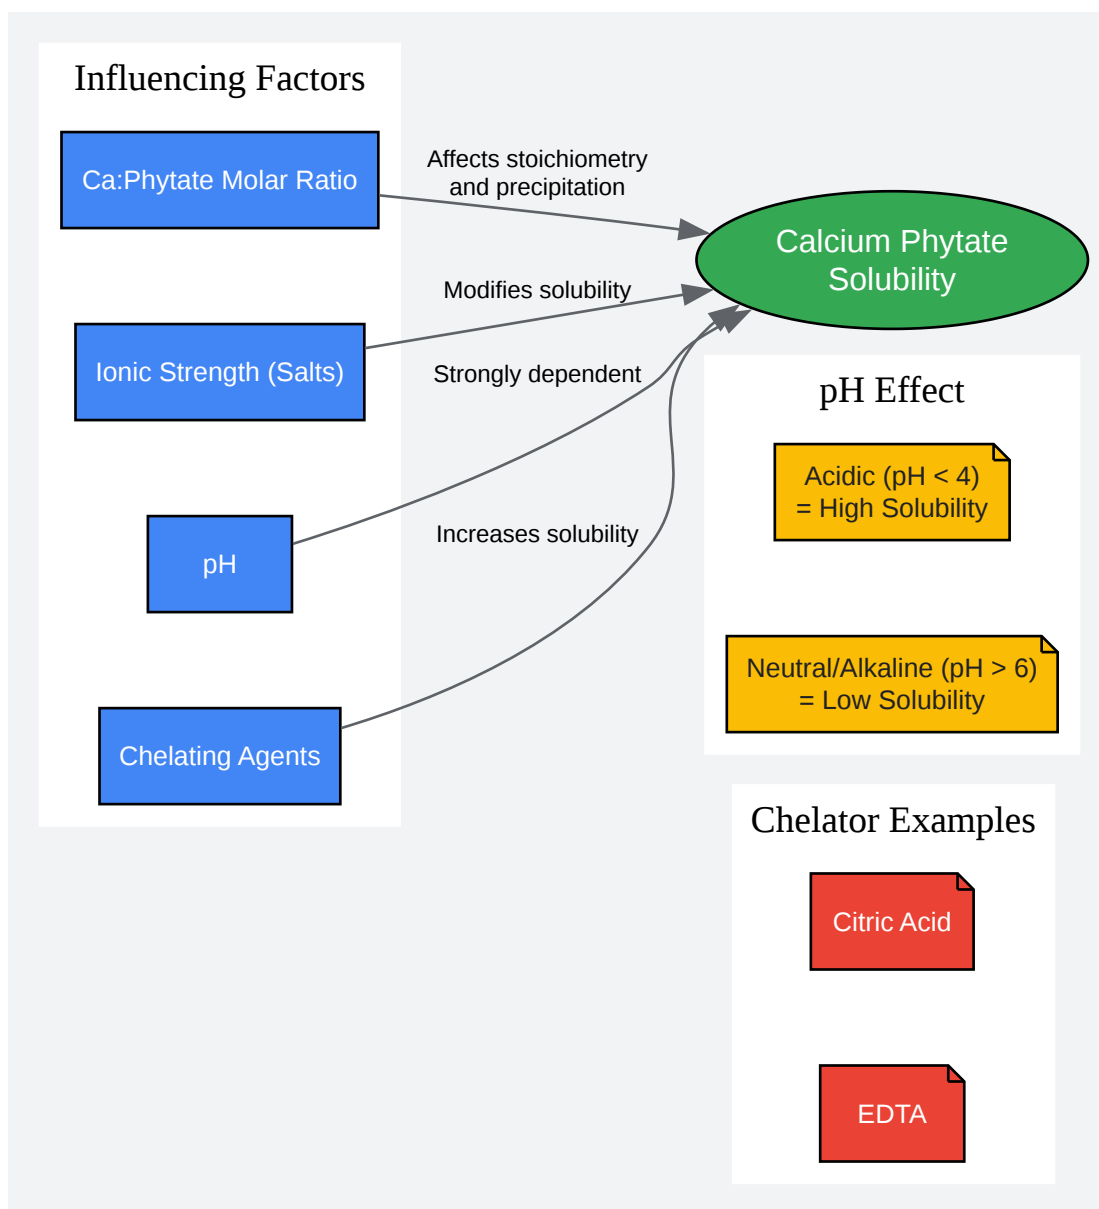 Influencing Factors
Ca:Phytate Molar Ratio
Ionic Strength (Salts)
pH
Chelating Agents
Affects stoichiometry
and precipitation
Modifies solubility
Strongly dependent
Increases solubility
Calcium Phytate
Solubility
pH Effect
Acidic (pH < 4)
= High Solubility
Neutral/Alkaline (pH > 6)
= Low Solubility
Chelator Examples
Citric Acid
EDTA